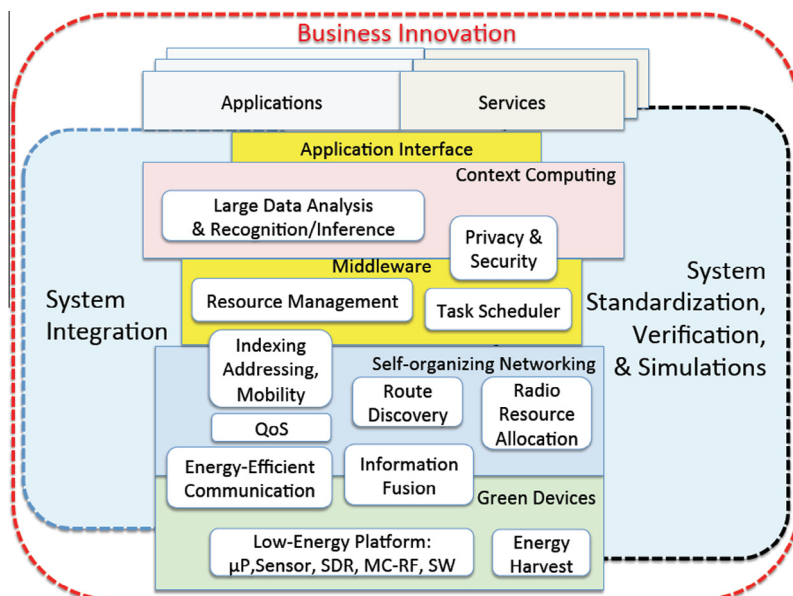 Business Innovation
Applications
Services
Application Interface
Context Computing
Large Data Analysis
& Recognition/Inference
Privacy &
Security
Middleware
Resource Management
Task Scheduler
System
Integration
System
Standardization,
Verification,
& Simulations
Indexing
Addressing,
Mobility
Self-organizing Networking
Route
Discovery
Radio
Resource
Allocation
QoS
Energy-Efficient
Communication
Information
Fusion
Green Devices
Low-Energy Platform:
µP,Sensor, SDR, MC-RF, SW
Energy
Harvest